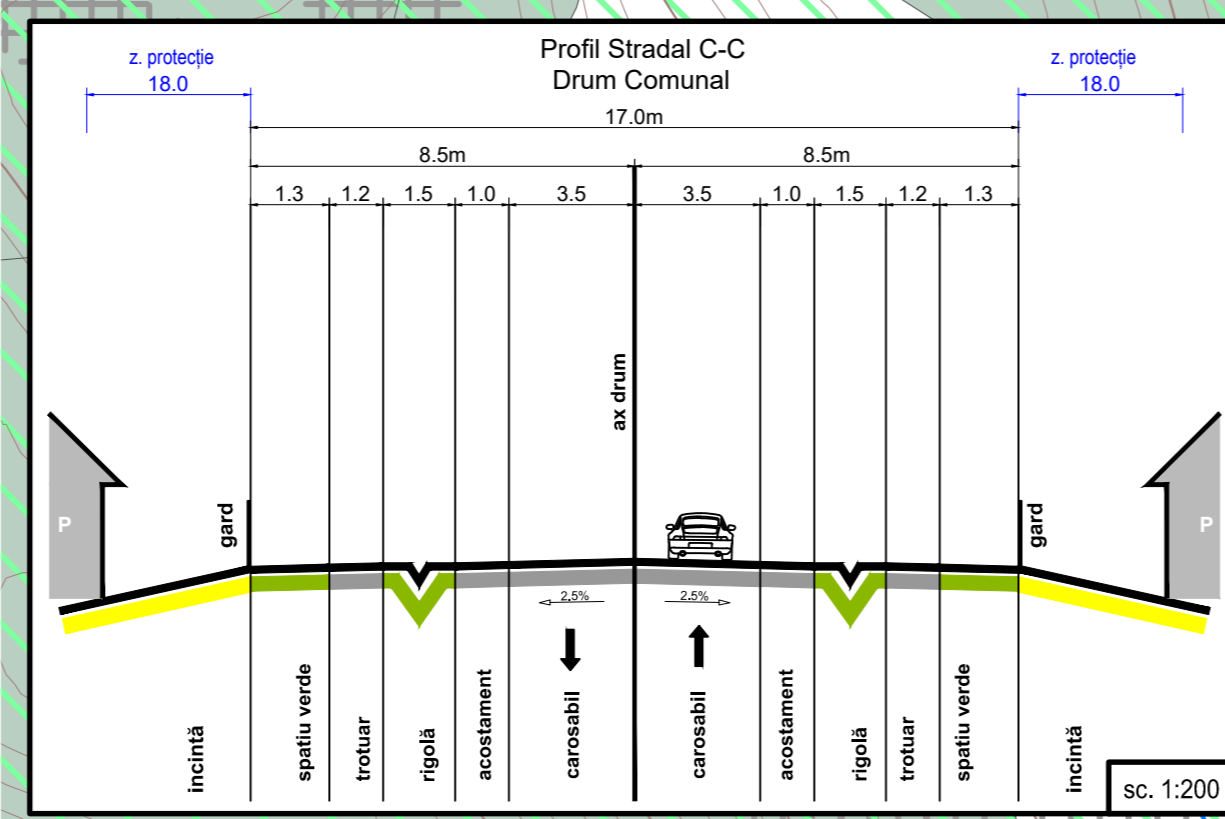 Profil Stradal C-C
Drum Comunal
z. protecție
18.0
z. protecție
18.0
17.0m
8.5m
8.5m
1.3
1.2
1.5
1.0
3.5
3.5
1.0
1.5
1.2
1.3
ax drum
P
gard
gard
P
2.5%
2.5%
incintă
spatiu verde
trotuar
rigolă
acostament
carosabil
carosabil
acostament
rigolă
trotuar
spatiu verde
incintă
sc. 1:200